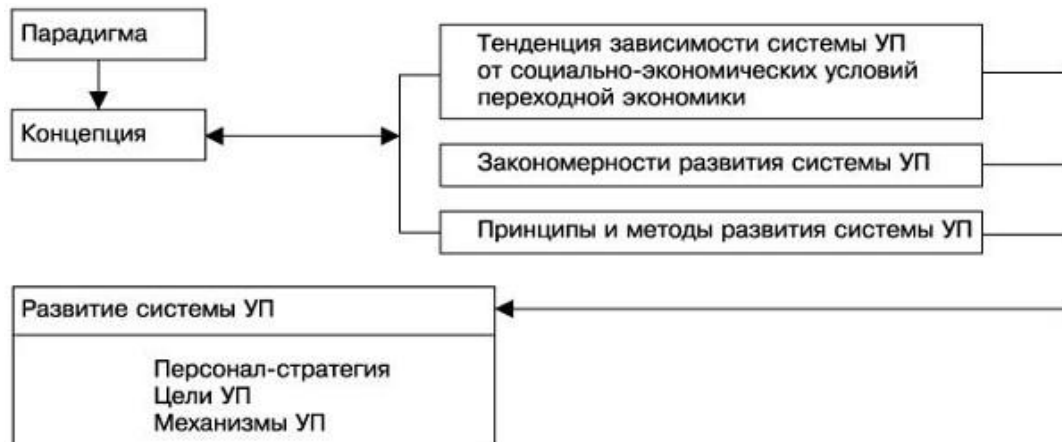 Парадигма
Концепция
Тенденция зависимости системы УП
от социально-экономических условий
переходной экономики
Закономерности развития системы УП
Принципы и методы развития системы УП
Развитие системы УП
Персонал-стратегия
Цели УП
Механизмы УП